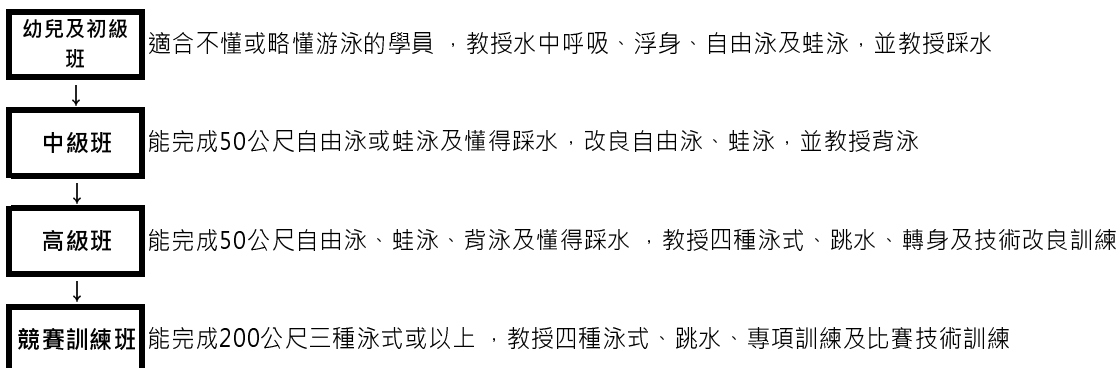 幼兒及初級
班
適合不懂或略懂游泳的學員 ，教授水中呼吸、浮身、自由泳及蛙泳，並教授踩水
↓
中級班
能完成50公尺自由泳或蛙泳及懂得踩水，改良自由泳、蛙泳，並教授背泳
↓
高級班
能完成50公尺自由泳、蛙泳、背泳及懂得踩水 ，教授四種泳式、跳水、轉身及技術改良訓練
↓
競賽訓練班
能完成200公尺三種泳式或以上 ，教授四種泳式、跳水、專項訓練及比賽技術訓練